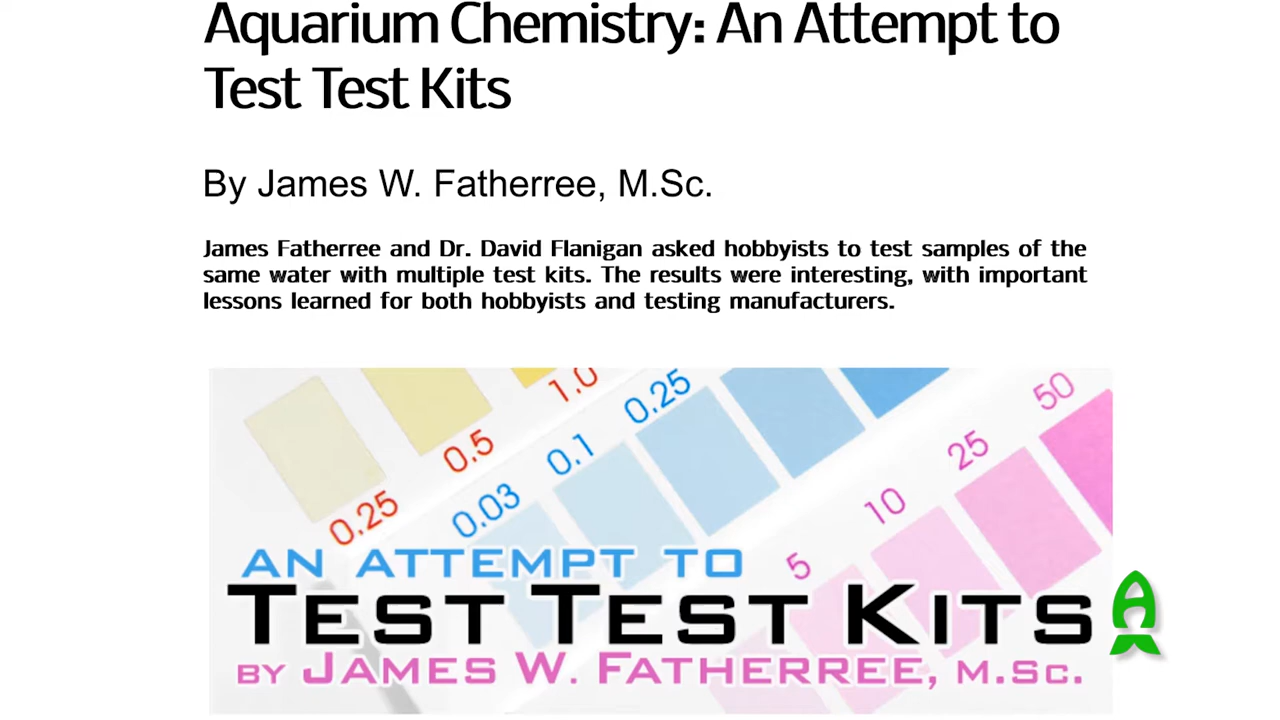 Aquarium Chemistry: An Attempt to
Test Test Kits
By James W. Fatherree, M.Sc.
James Fatherree and Dr. David Flanigan asked hobbyists to test samples of the
same water with multiple test kits. The results were interesting, with important
lessons learned for both hobbyists and testing manufacturers.
0.25 0.5 1.0
0.03 0.1 0.25
5 10 25 50
AN ATTEMPT TO
TEST TEST KITS
BY JAMES W. FATHERREE, M.SC.